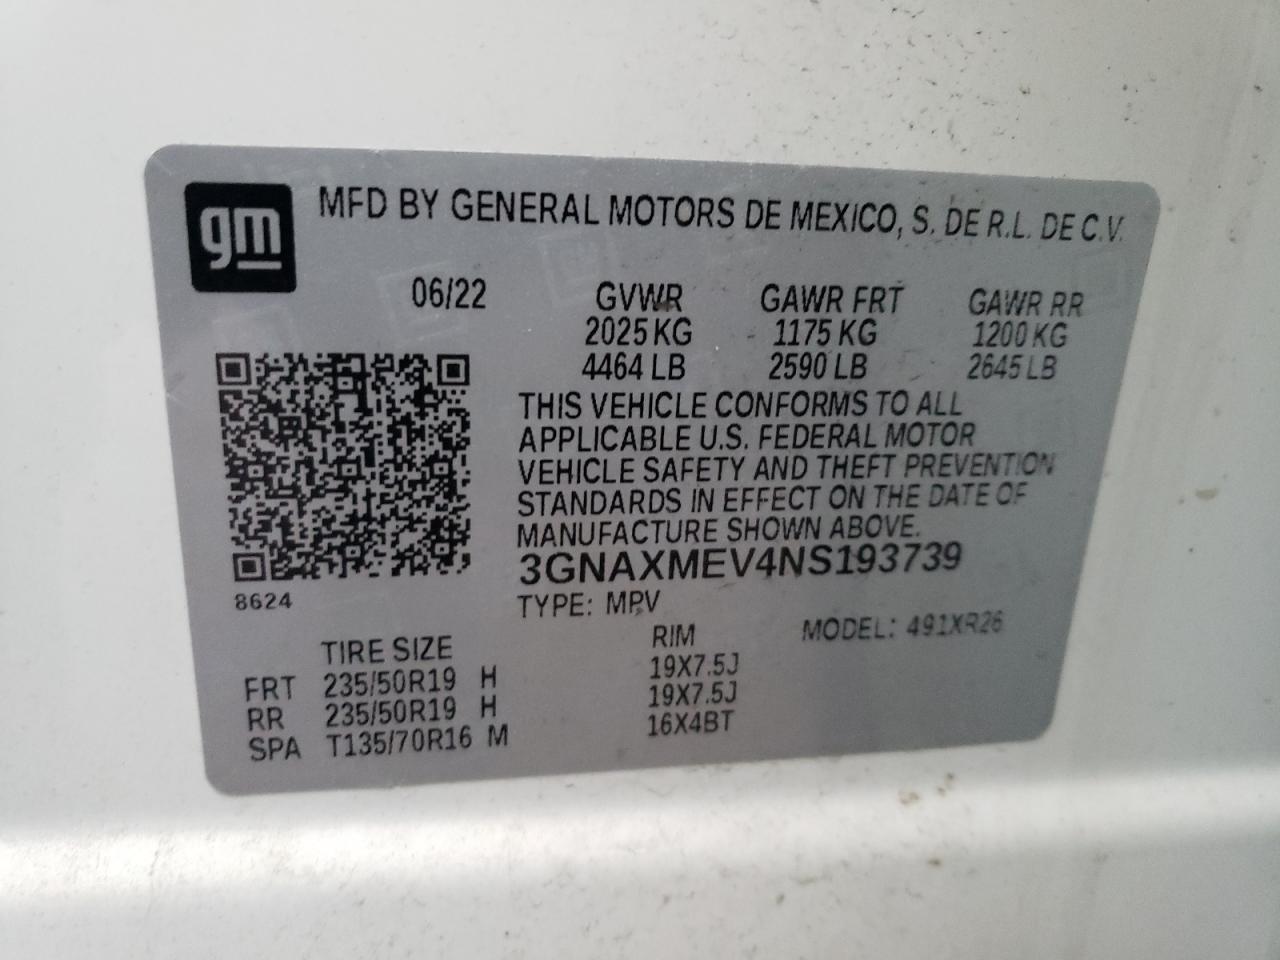 gm
MFD BY GENERAL MOTORS DE MEXICO, S. DE R.L. DE C.V.
06/22 GVWR GAWR FRT GAWR RR
2025 KG 1175 KG 1200 KG
4464 LB 2590 LB 2645 LB
THIS VEHICLE CONFORMS TO ALL
APPLICABLE U.S. FEDERAL MOTOR
VEHICLE SAFETY AND THEFT PREVENTION
STANDARDS IN EFFECT ON THE DATE OF
MANUFACTURE SHOWN ABOVE.
3GNAXMEV4NS193739
8624
TYPE: MPV
MODEL: 491XR26
TIRE SIZE RIM
FRT 235/50R19 H 19X7.5J
RR 235/50R19 H 19X7.5J
SPA T135/70R16 M 16X4BT